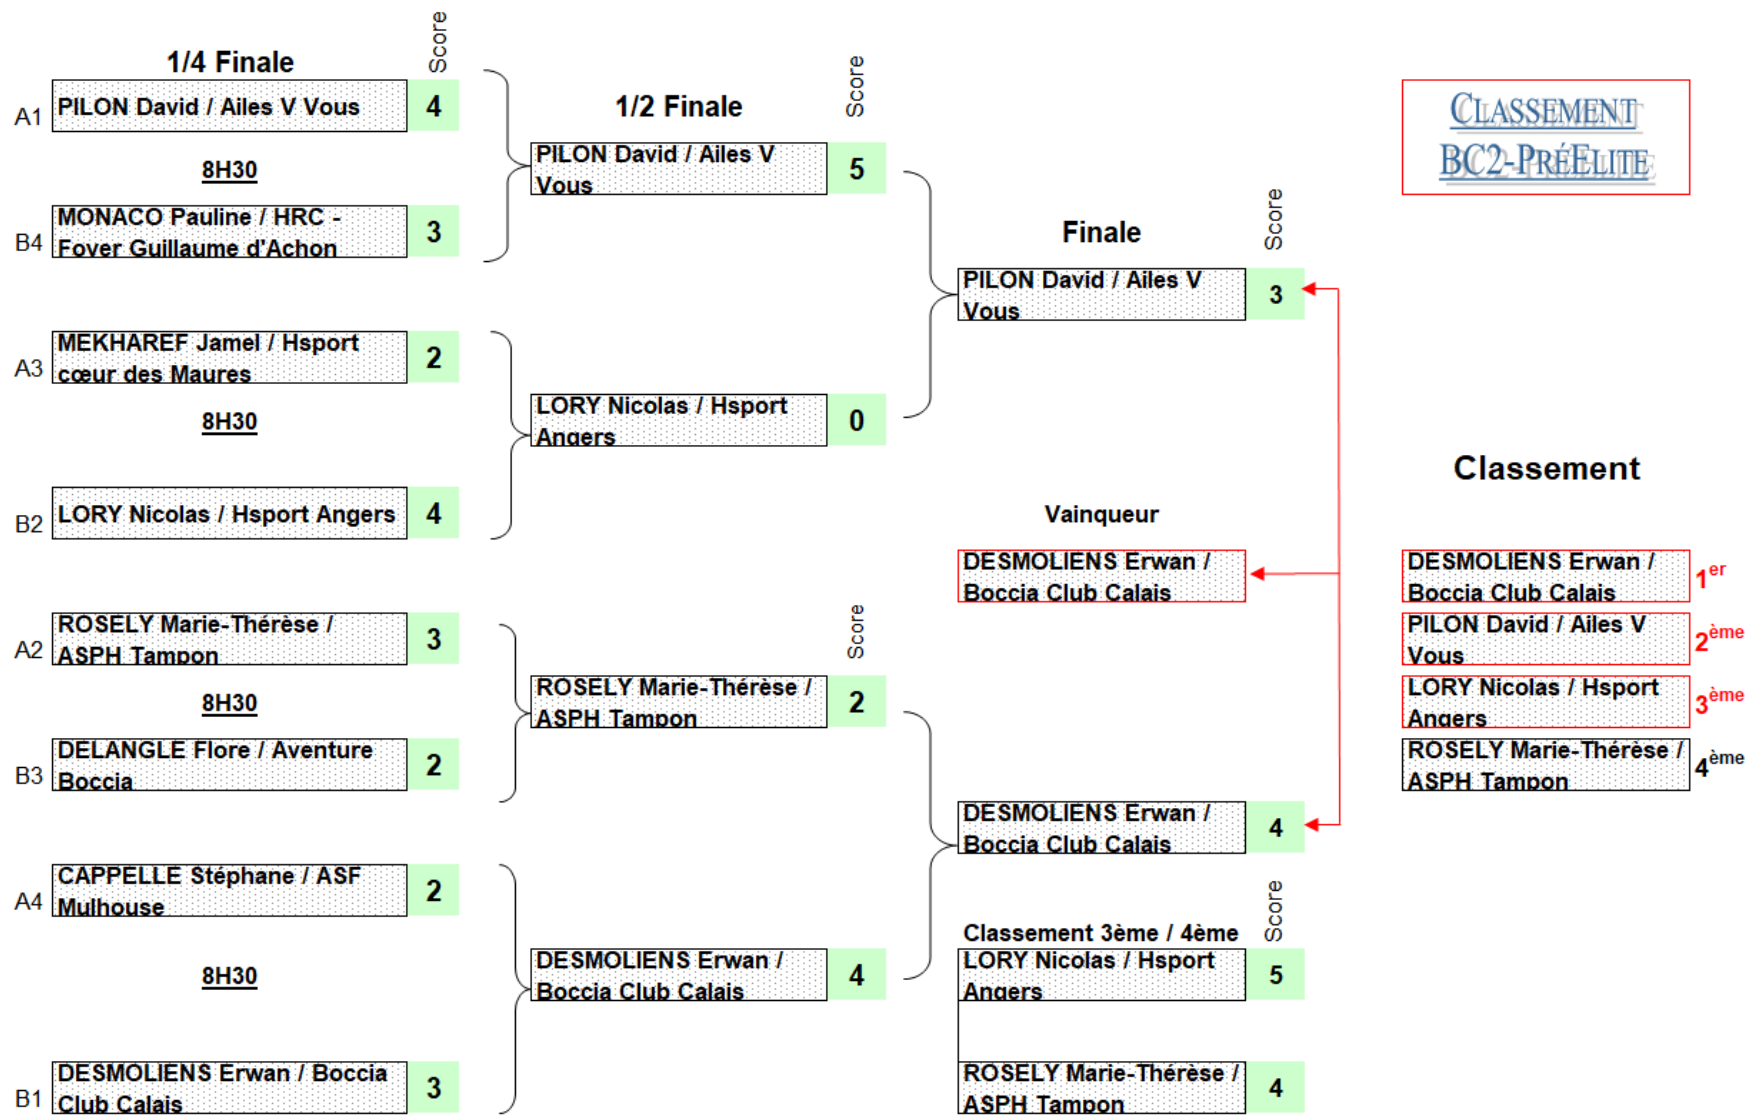 1/4 Finale
Score
A1
PILON David / Ailes V Vous
4
8H30
B4
MONACO Pauline / HRC -
Foyer Guillaume d'Achon
3
A3
MEKHAREF Jamel / Hsport
cœur des Maures
2
8H30
B2
LORY Nicolas / Hsport Angers
4
A2
ROSELY Marie-Thérèse /
ASPH Tampon
3
8H30
B3
DELANGLE Flore / Aventure
Boccia
2
A4
CAPPELLE Stéphane / ASF
Mulhouse
2
8H30
B1
DESMOLIENS Erwan / Boccia
Club Calais
3
1/2 Finale
Score
PILON David / Ailes V
Vous
5
LORY Nicolas / Hsport
Angers
0
Score
ROSELY Marie-Thérèse /
ASPH Tampon
2
DESMOLIENS Erwan /
Boccia Club Calais
4
Finale
Score
PILON David / Ailes V
Vous
3
Vainqueur
DESMOLIENS Erwan /
Boccia Club Calais
DESMOLIENS Erwan /
Boccia Club Calais
4
Classement 3ème / 4ème
Score
LORY Nicolas / Hsport
Angers
5
ROSELY Marie-Thérèse /
ASPH Tampon
4
CLASSEMENT
BC2-PRÉELITE
Classement
DESMOLIENS Erwan /
Boccia Club Calais
1er
PILON David / Ailes V
Vous
2ème
LORY Nicolas / Hsport
Angers
3ème
ROSELY Marie-Thérèse /
ASPH Tampon
4ème